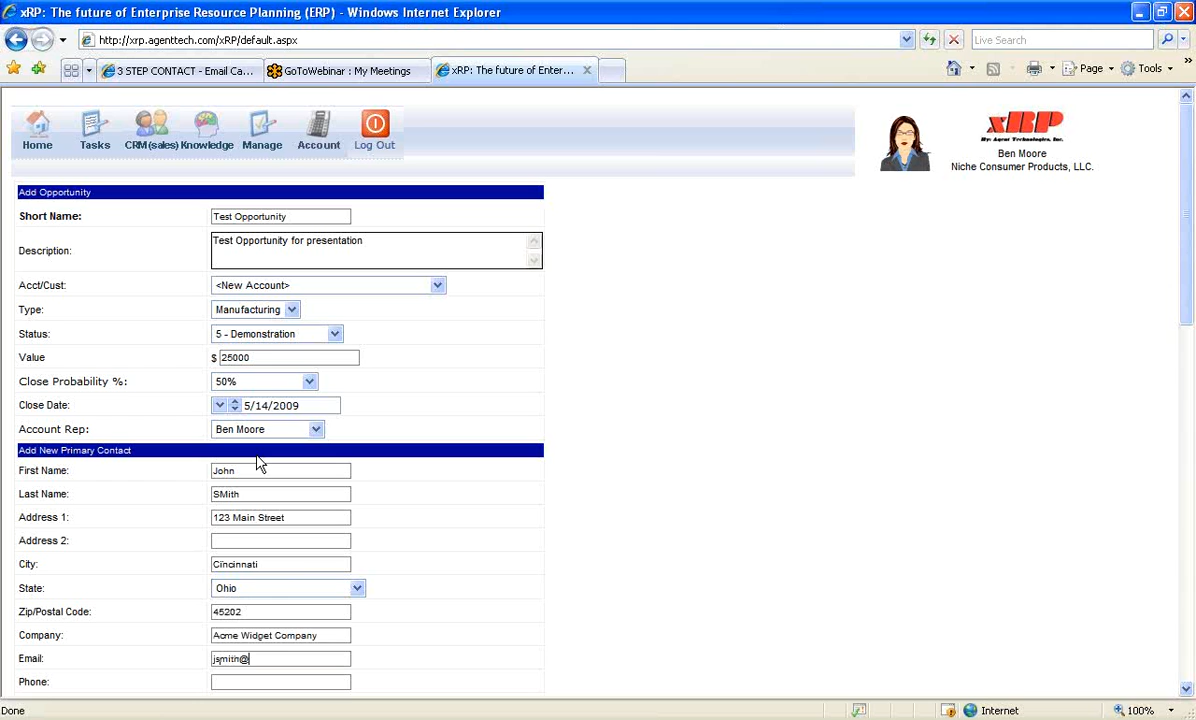 xRP: The future of Enterprise Resource Planning (ERP) - Windows Internet Explorer
http://xrp.agenttech.com/xRP/default.aspx
Live Search
3 STEP CONTACT - Email Ca...
GoToWebinar : My Meetings
xRP: The future of Enter...
Page
Tools
Home
Tasks
CRM(sales)
Knowledge
Manage
Account
Log Out
xRP
By: Agent Technologies, Inc.
Ben Moore
Niche Consumer Products, LLC.
Add Opportunity
Short Name: Test Opportunity
Description: Test Opportunity for presentation
Acct/Cust: <New Account>
Type: Manufacturing
Status: 5 - Demonstration
Value $ 25000
Close Probability %: 50%
Close Date: 5/14/2009
Account Rep: Ben Moore
Add New Primary Contact
First Name: John
Last Name: SMith
Address 1: 123 Main Street
Address 2:
City: Cincinnati
State: Ohio
Zip/Postal Code: 45202
Company: Acme Widget Company
Email: jsmith@
Phone:
Done
Internet
100%